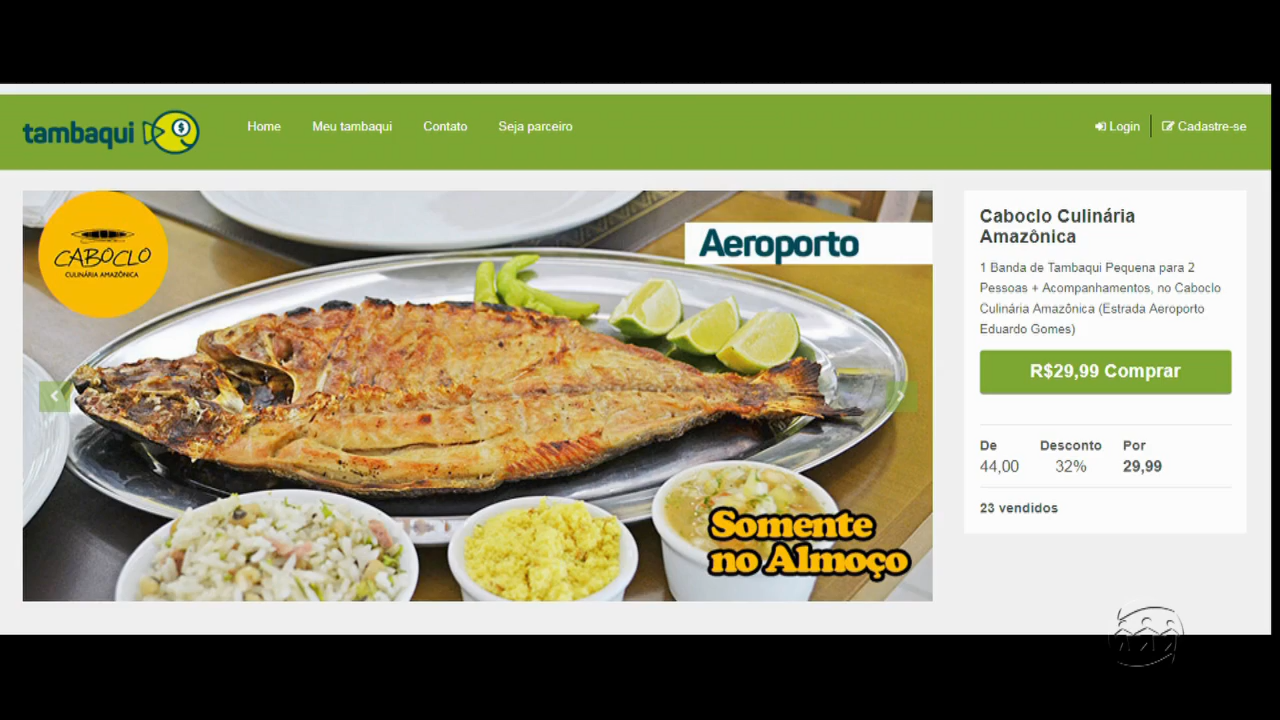 tambaqui
Home
Meu tambaqui
Contato
Seja parceiro
Login
Cadastre-se
CABOCLO
CULINÁRIA AMAZÔNICA
Aeroporto
Somente
no Almoço
Caboclo Culinária
Amazônica
1 Banda de Tambaqui Pequena para 2
Pessoas + Acompanhamentos, no Caboclo
Culinária Amazônica (Estrada Aeroporto
Eduardo Gomes)
R$29,99 Comprar
De Desconto Por
44,00 32% 29,99
23 vendidos